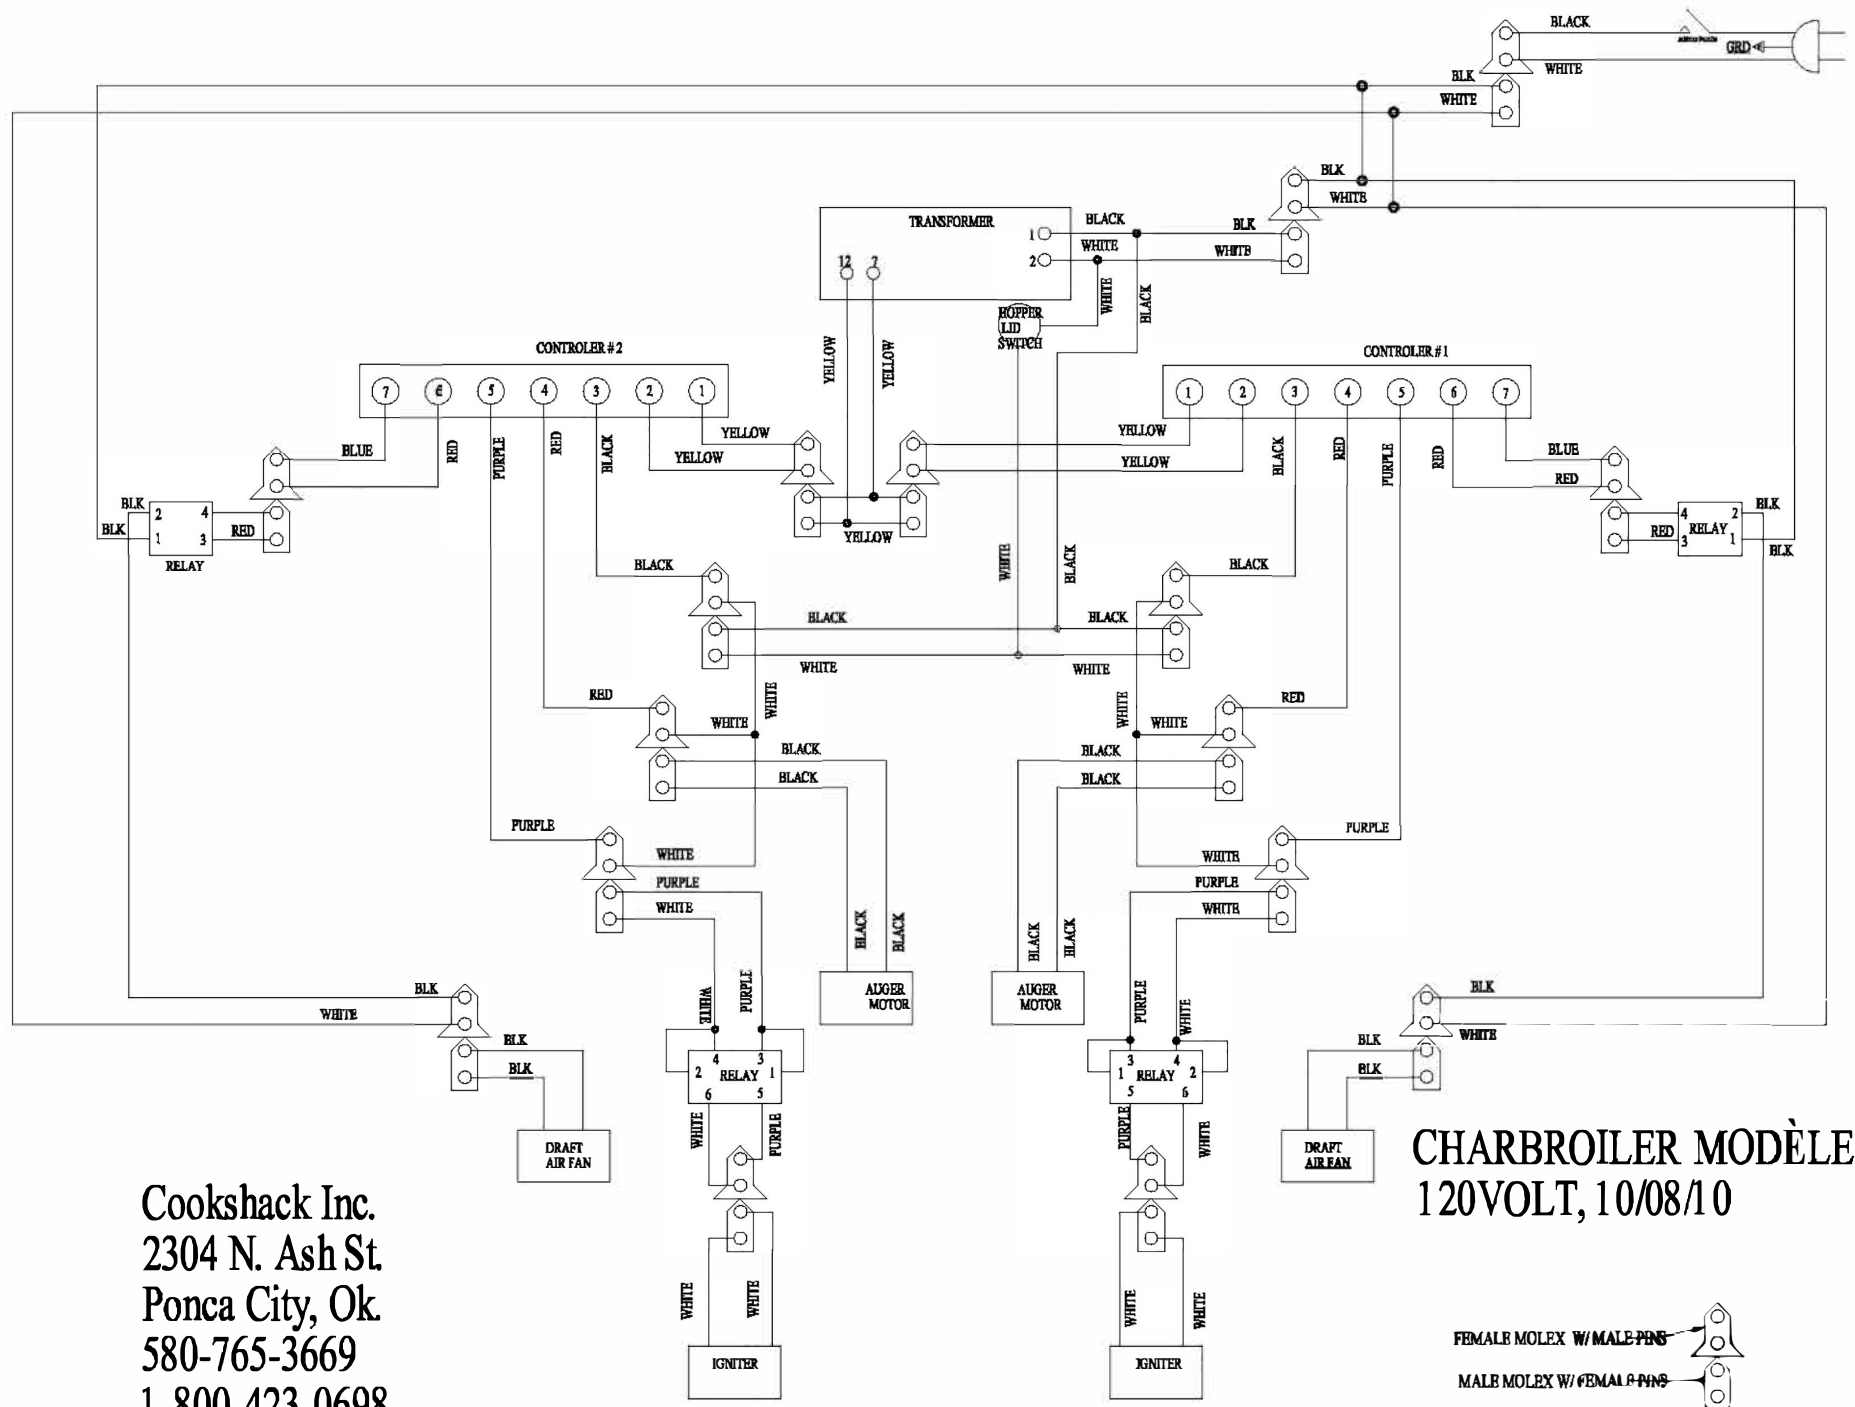 BLACK
GRD
WHITE
BLK
WHITE
BLK
WHITE
TRANSFORMER
BLACK
BLK
1
WHITE
WHITE
2
12 7
WHITE
BLACK
HOPPER
LID
SWITCH
YELLOW
YELLOW
CONTROLER # 2
CONTROLER # 1
7 6 5 4 3 2 1
1 2 3 4 5 6 7
BLUE
RED
PURPLE
RED
BLACK
YELLOW
YELLOW
YELLOW
YELLOW
BLACK
RED
PURPLE
RED
BLUE
RED
BLK
BLK
2 4
1 3
RED
RELAY
YELLOW
4 2
RED
RELAY
3 1
BLK
BLK
BLACK
WHITE
BLACK
BLACK
BLACK
BLACK
WHITE
WHITE
RED
WHITE
WHITE
BLACK
BLACK
WHITE
WHITE
RED
BLACK
BLACK
PURPLE
WHITE
PURPLE
WHITE
PURPLE
WHITE
PURPLE
WHITE
BLACK
BLACK
BLACK
BLACK
BLK
WHITE
WHITE
PURPLE
AUGER
MOTOR
AUGER
MOTOR
PURPLE
WHITE
BLK
WHITE
BLK
BLK
BLK
BLK
4 3
2 RELAY 1
6 5
3 4
1 RELAY 2
5 6
WHITE
PURPLE
PURPLE
WHITE
DRAFT
AIR FAN
DRAFT
AIR FAN
CHARBROILER MODÈLE
120VOLT, 10/08/10
Cookshack Inc.
2304 N. Ash St.
Ponca City, Ok.
580-765-3669
1-800-423-0698
WHITE
WHITE
WHITE
WHITE
IGNITER
IGNITER
FEMALE MOLEX W/ MALE PINS
MALE MOLEX W/ FEMALE PINS